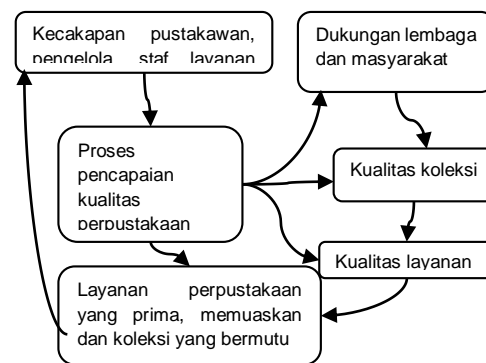 Kecakapan pustakawan,
pengelola, staf layanan
Dukungan lembaga
dan masyarakat
Proses
pencapaian
kualitas
perpustakaan
Kualitas koleksi
Kualitas layanan
Layanan perpustakaan
yang prima, memuaskan
dan koleksi yang bermutu